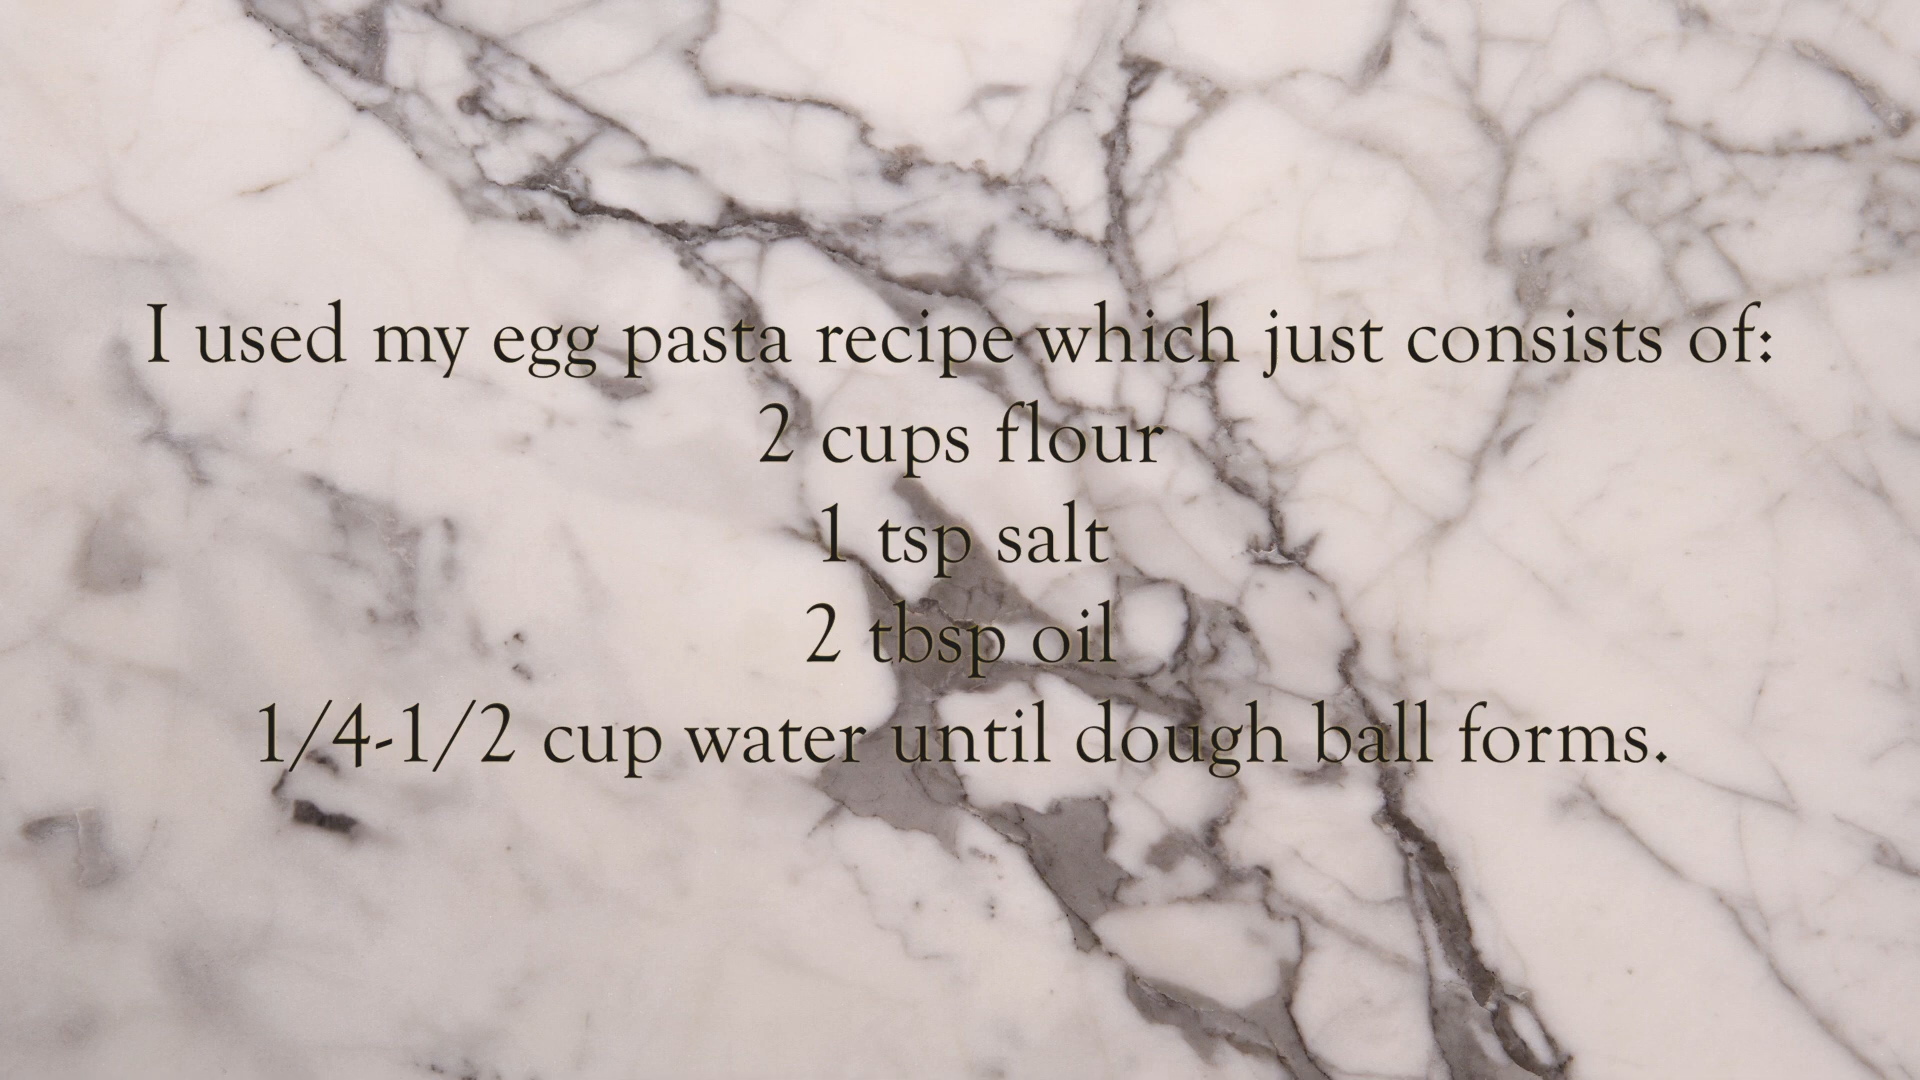 I used my egg pasta recipe which just consists of:
2 cups flour
1 tsp salt
2 tbsp oil
1/4-1/2 cup water until dough ball forms.